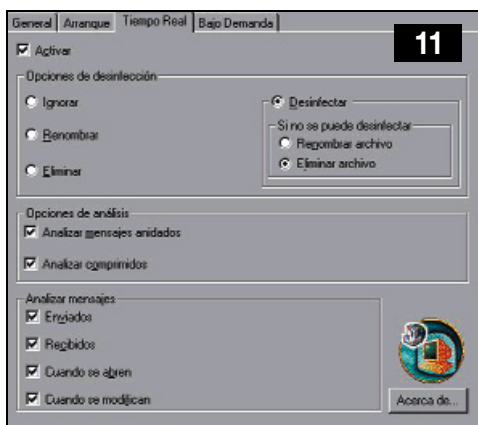 General Arranque Tiempo Real Bajo Demanda
11
Activar
Opciones de desinfección
Ignorar
Renombrar
Eliminar
Desinfectar
Si no se puede desinfectar
Renombrar archivo
Eliminar archivo
Opciones de análisis
Analizar mensajes anidados
Analizar comprimidos
Analizar mensajes
Enviados
Recibidos
Cuando se abren
Cuando se modifican
Acerca de...